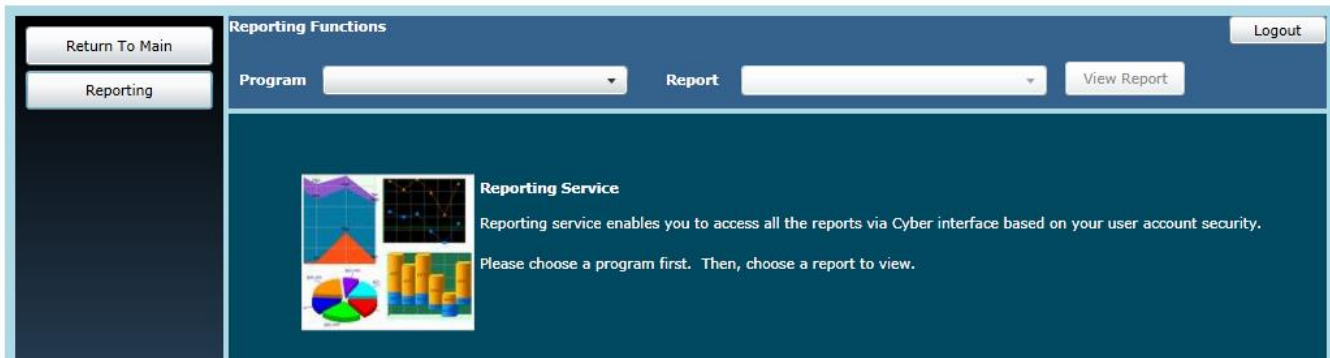 Return To Main
Reporting
Reporting Functions
Logout
Program
Report
View Report
Reporting Service
Reporting service enables you to access all the reports via Cyber interface based on your user account security.
Please choose a program first.  Then, choose a report to view.